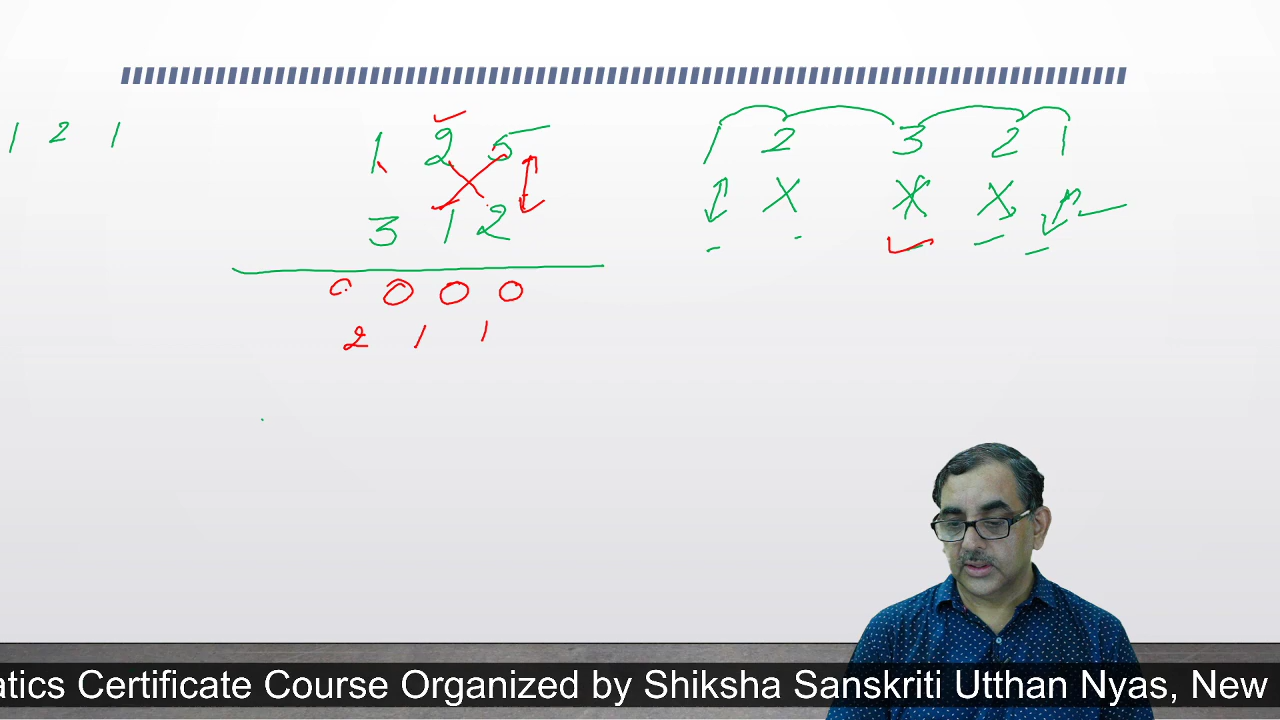 1 2 1
1 2 5
3 1 2
0 0 0 0
2 1 1
1 2 3 2 1
atics Certificate Course Organized by Shiksha Sanskriti Utthan Nyas, New